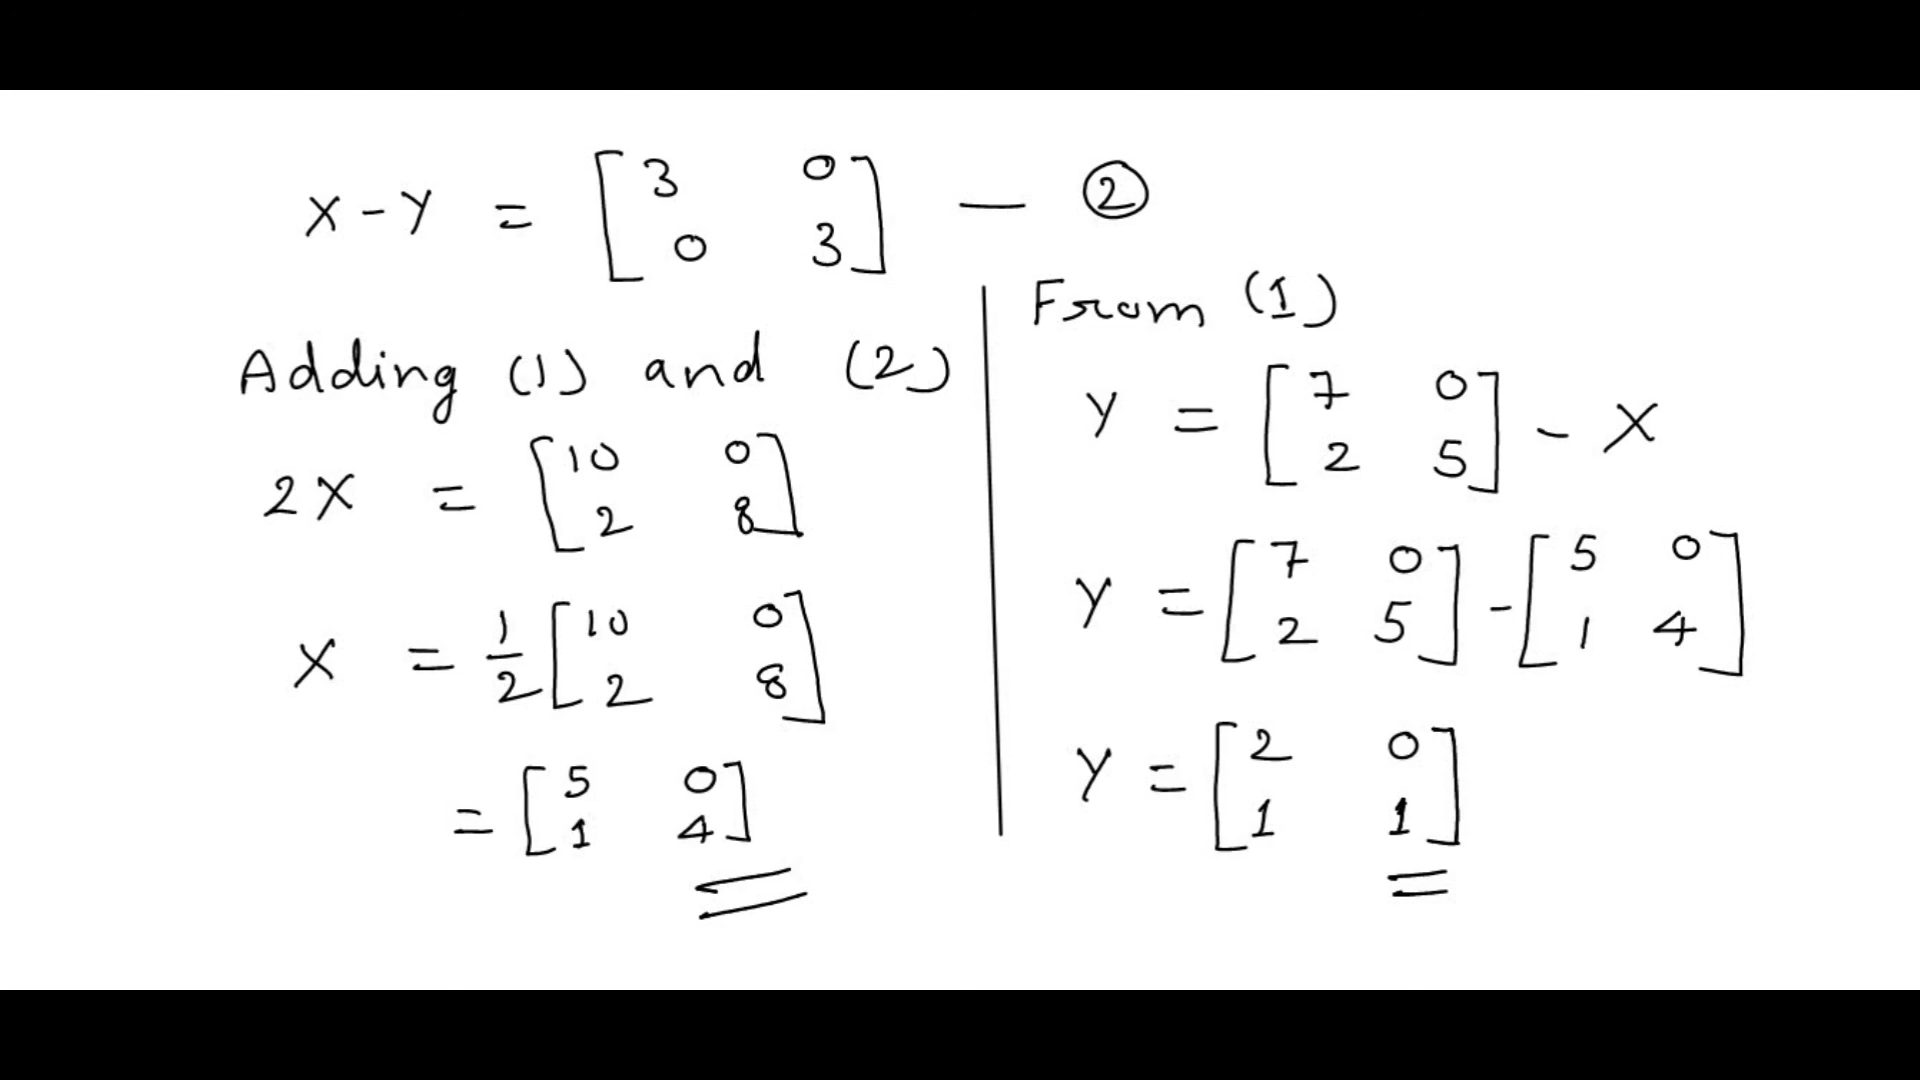 X - Y = [3 0
0 3] — ②
Adding (1) and (2)
2X = [10 0
2 8]
X = 1/2 [10 0
2 8]
= [5 0
1 4]
From (1)
Y = [7 0
2 5] - X
Y = [7 0
2 5] - [5 0
1 4]
Y = [2 0
1 1]